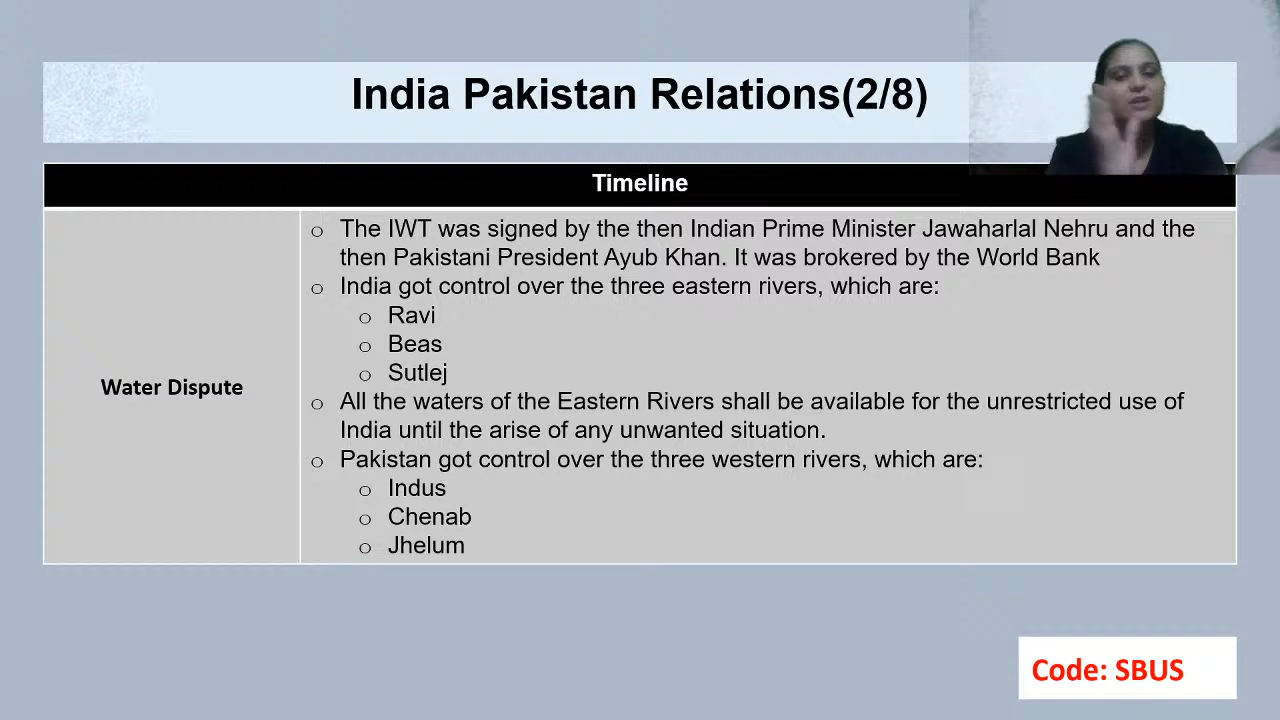 India Pakistan Relations(2/8)
Timeline
Water Dispute
o The IWT was signed by the then Indian Prime Minister Jawaharlal Nehru and the
then Pakistani President Ayub Khan. It was brokered by the World Bank
o India got control over the three eastern rivers, which are:
o Ravi
o Beas
o Sutlej
o All the waters of the Eastern Rivers shall be available for the unrestricted use of
India until the arise of any unwanted situation.
o Pakistan got control over the three western rivers, which are:
o Indus
o Chenab
o Jhelum
Code: SBUS